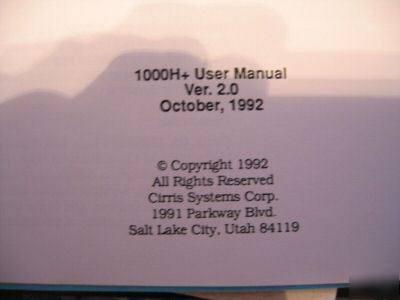 1000H+ User Manual
Ver. 2.0
October, 1992
© Copyright 1992
All Rights Reserved
Cirris Systems Corp.
1991 Parkway Blvd.
Salt Lake City, Utah 84119